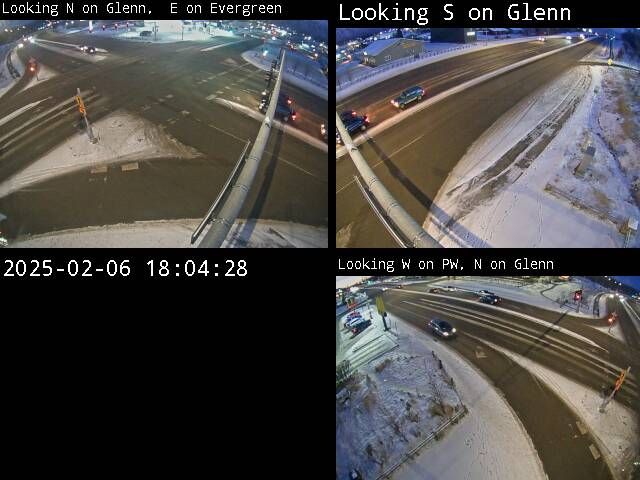 Looking N on Glenn,  E on Evergreen
Looking S on Glenn
2025-02-06 18:04:28
Looking W on PW, N on Glenn